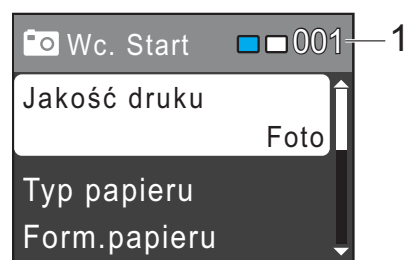 Wc. Start 001 1
Jakość druku
Foto
Typ papieru
Form.papieru